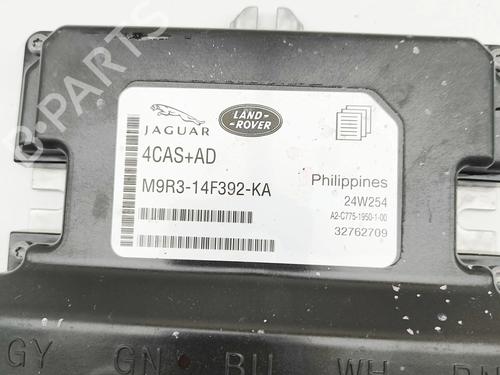 B-PARTS
JAGUAR
LAND-
ROVER
4CAS+AD
M9R3-14F392-KA
Philippines
24W254
A2-C775-1950-1-00
32762709
GY GN BU WH